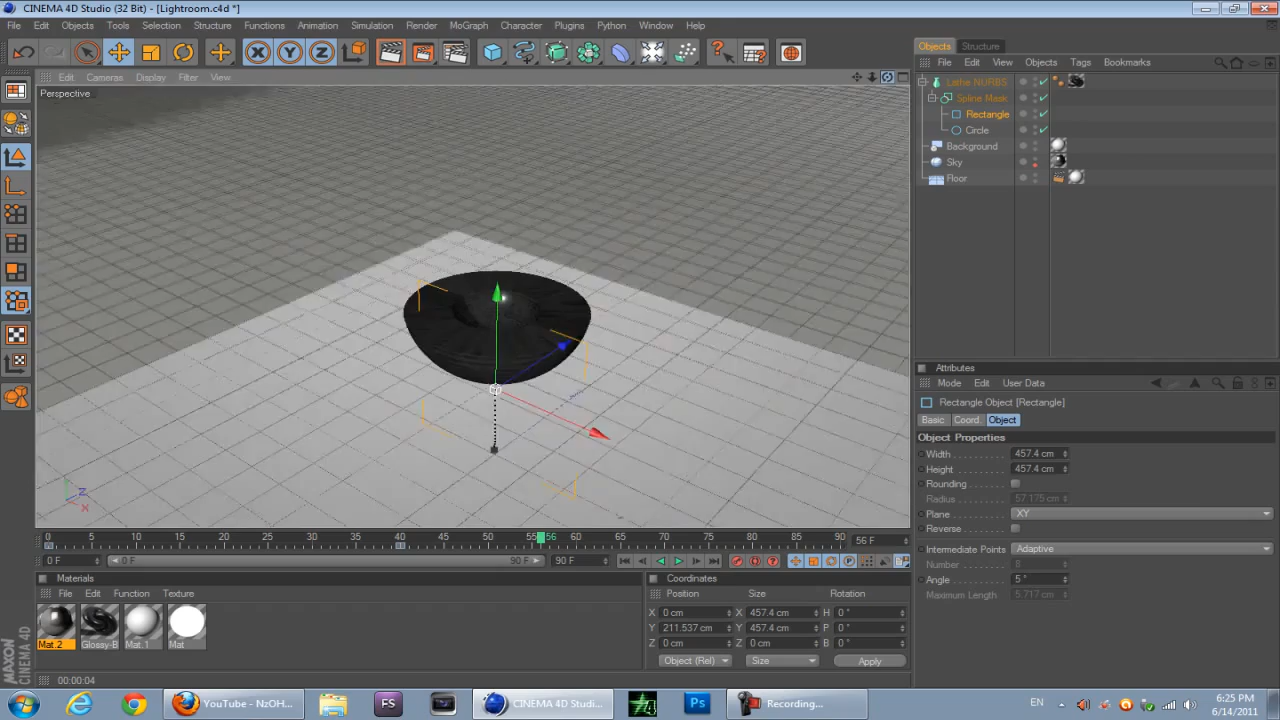 CINEMA 4D Studio (32 Bit) - [Lightroom.c4d *]
File Edit Objects Tools Selection Structure Functions Animation Simulation Render MoGraph Character Plugins Python Window Help
Edit Cameras Display Filter View
Perspective
Objects Structure
File Edit View Objects Tags Bookmarks
Lathe NURBS
Spline Mask
Rectangle
Circle
Background
Sky
Floor
Attributes
Mode Edit User Data
Rectangle Object [Rectangle]
Basic Coord. Object
Object Properties
Width 457.4 cm
Height 457.4 cm
Rounding
Radius 57.175 cm
Plane XY
Reverse
Intermediate Points Adaptive
Number 8
Angle 5 °
Maximum Length 5.717 cm
Z
X
0 5 10 15 20 25 30 35 40 45 50 55 56 60 65 70 75 80 85 90 56 F
0 F 0 F 90 F 90 F
Materials
File Edit Function Texture
Mat.2 Glossy-B Mat.1 Mat
Coordinates
Position Size Rotation
X 0 cm X 457.4 cm H 0 °
Y 211.537 cm Y 457.4 cm P 0 °
Z 0 cm Z 0 cm B 0 °
Object (Rel) Size Apply
MAXON
CINEMA 4D
00:00:04
YouTube - NzOH... FS CINEMA 4D Studi... Ps Recording... EN 6:25 PM
6/14/2011